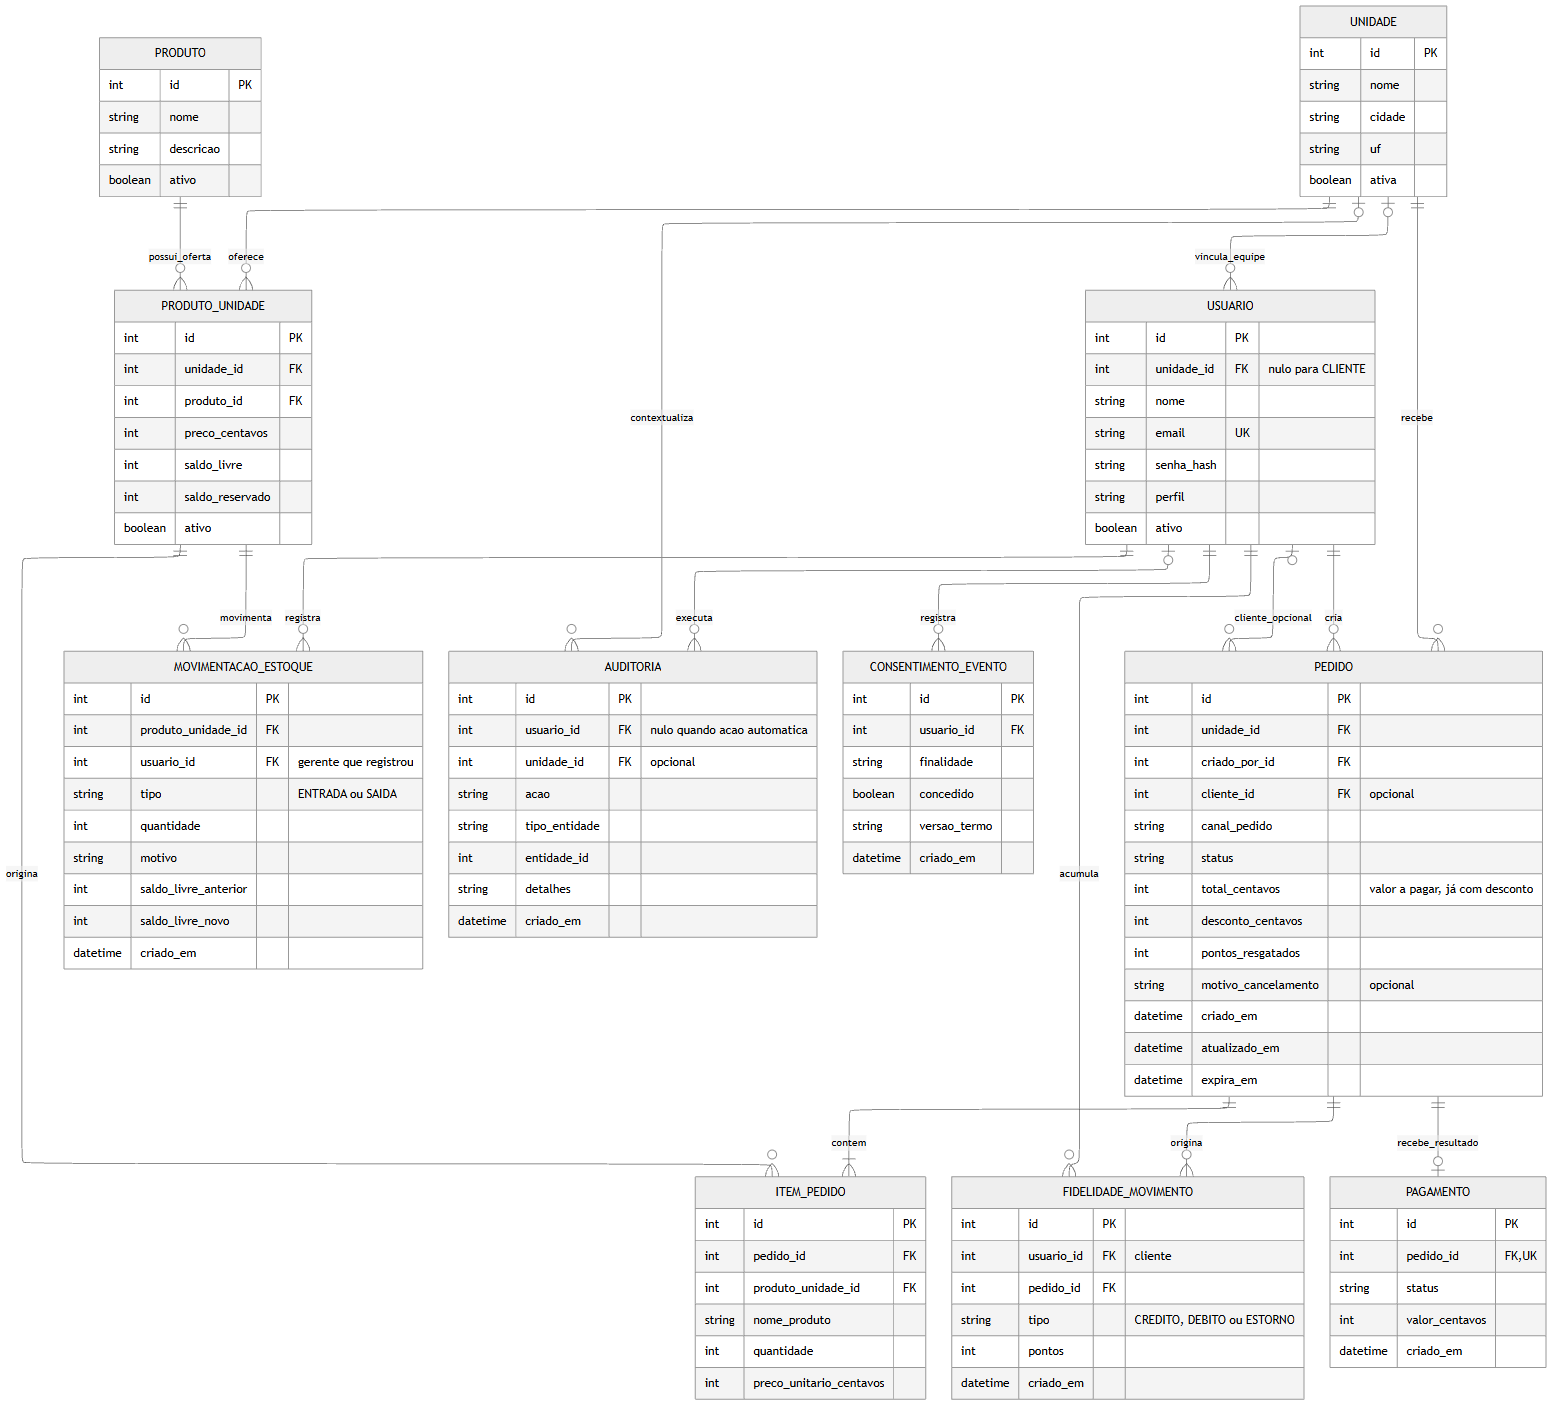 UNIDADE
int id PK
string nome
string cidade
string uf
boolean ativa
PRODUTO
int id PK
string nome
string descricao
boolean ativo
possui_oferta
oferece
vincula_equipe
PRODUTO_UNIDADE
int id PK
int unidade_id FK
int produto_id FK
int preco_centavos
int saldo_livre
int saldo_reservado
boolean ativo
USUARIO
int id PK
int unidade_id FK nulo para CLIENTE
string nome
string email UK
string senha_hash
string perfil
boolean ativo
contextualiza
recebe
movimenta
registra
executa
registra
cliente_opcional
cria
MOVIMENTACAO_ESTOQUE
int id PK
int produto_unidade_id FK
int usuario_id FK gerente que registrou
string tipo ENTRADA ou SAIDA
int quantidade
string motivo
int saldo_livre_anterior
int saldo_livre_novo
datetime criado_em
AUDITORIA
int id PK
int usuario_id FK nulo quando acao automatica
int unidade_id FK opcional
string acao
string tipo_entidade
int entidade_id
string detalhes
datetime criado_em
CONSENTIMENTO_EVENTO
int id PK
int usuario_id FK
string finalidade
boolean concedido
string versao_termo
datetime criado_em
PEDIDO
int id PK
int unidade_id FK
int criado_por_id FK
int cliente_id FK opcional
string canal_pedido
string status
int total_centavos valor a pagar, já com desconto
int desconto_centavos
int pontos_resgatados
string motivo_cancelamento opcional
datetime criado_em
datetime atualizado_em
datetime expira_em
origina
acumula
contem
origina
recebe_resultado
ITEM_PEDIDO
int id PK
int pedido_id FK
int produto_unidade_id FK
string nome_produto
int quantidade
int preco_unitario_centavos
FIDELIDADE_MOVIMENTO
int id PK
int usuario_id FK cliente
int pedido_id FK
string tipo CREDITO, DEBITO ou ESTORNO
int pontos
datetime criado_em
PAGAMENTO
int id PK
int pedido_id FK,UK
string status
int valor_centavos
datetime criado_em